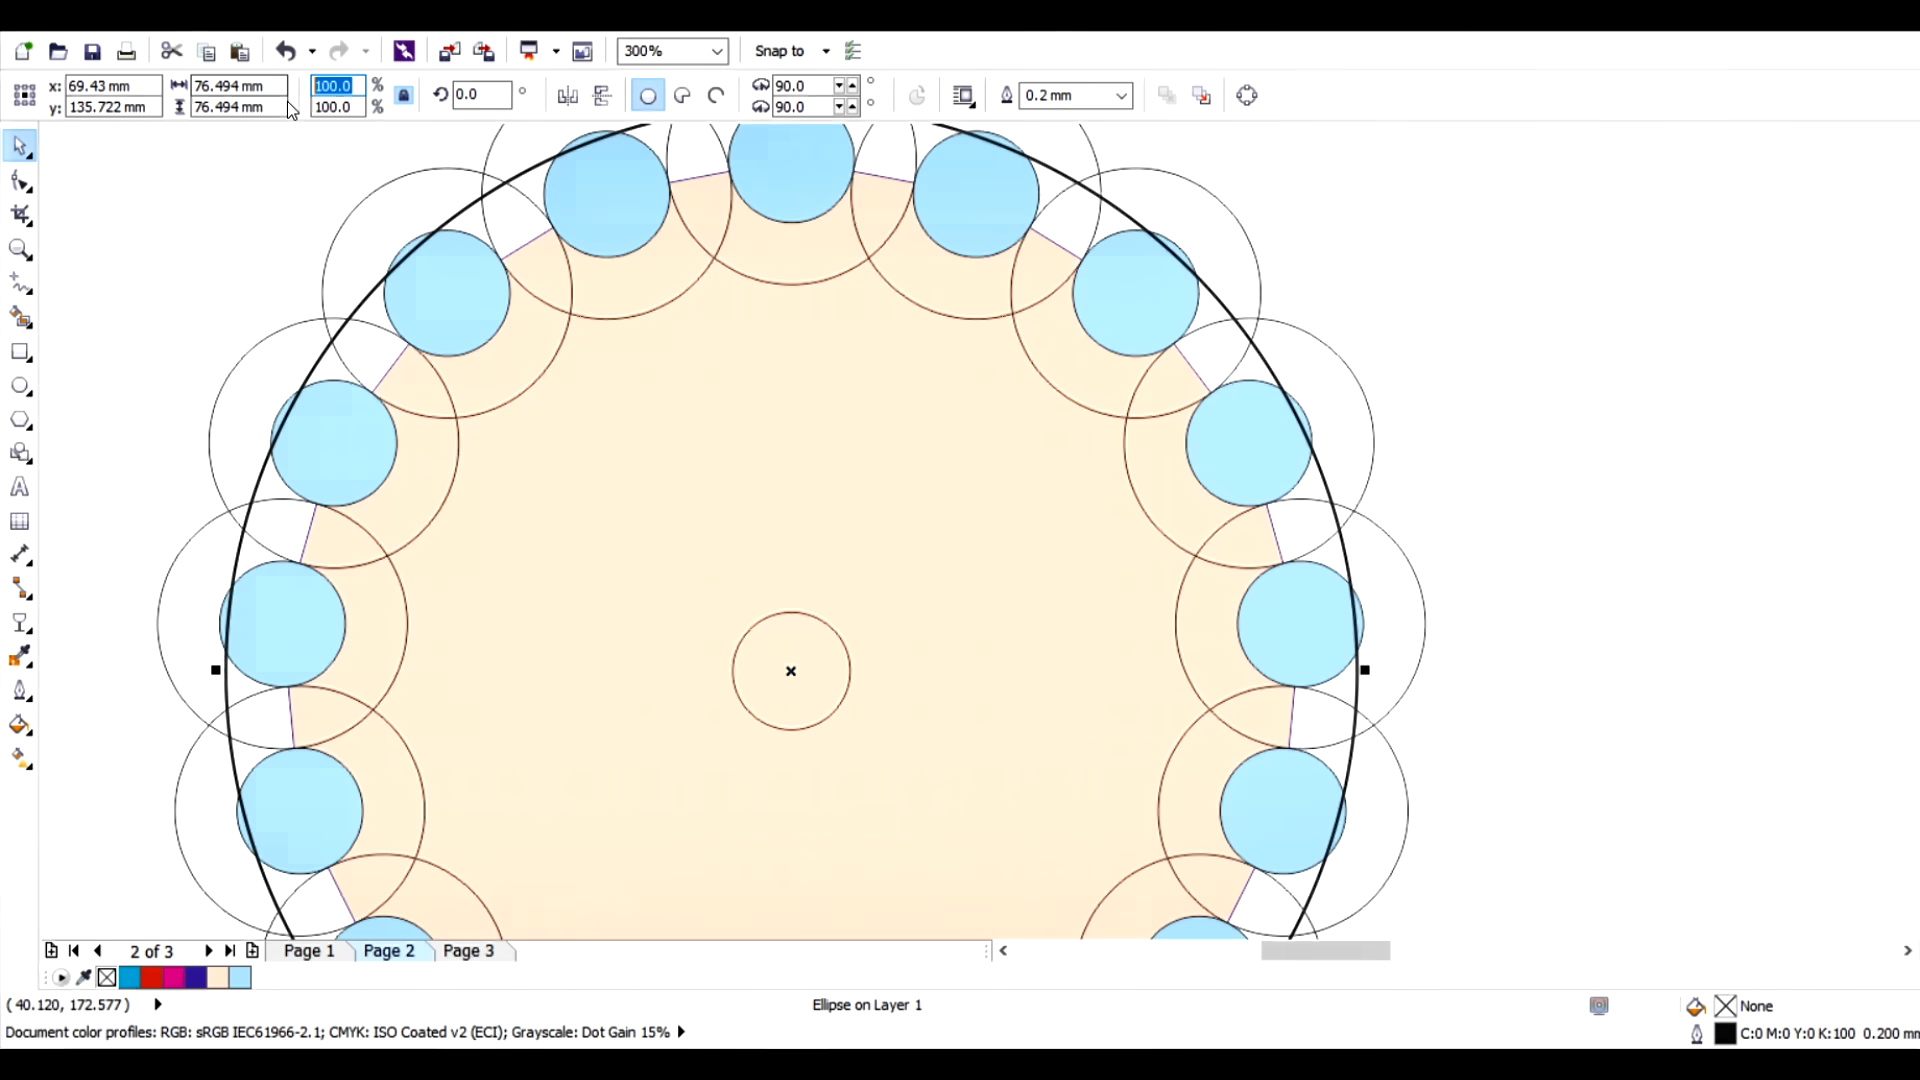 300%
Snap to
x: 69.43 mm 76.494 mm 100.0 %
0.0 °
90.0 °
0.2 mm
y: 135.722 mm 76.494 mm 100.0 %
90.0 °
2 of 3
Page 1
Page 2
Page 3
( 40.120, 172.577 )
Ellipse on Layer 1
None
Document color profiles: RGB: sRGB IEC61966-2.1; CMYK: ISO Coated v2 (ECI); Grayscale: Dot Gain 15%
C:0 M:0 Y:0 K:100 0.200 mm